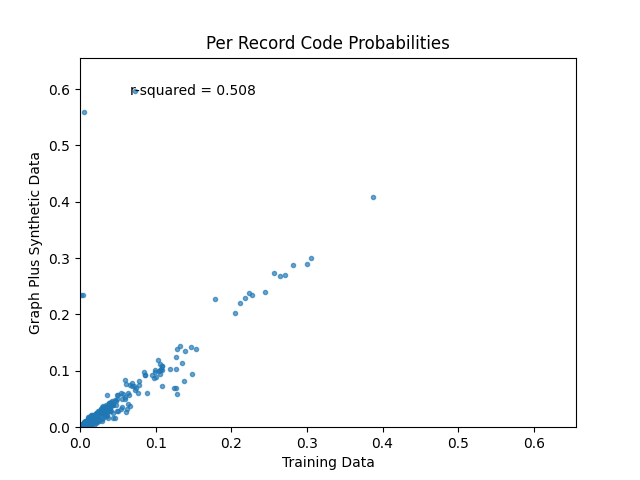 Per Record Code Probabilities
r-squared = 0.508
Graph Plus Synthetic Data
0.6
0.5
0.4
0.3
0.2
0.1
0.0
0.0 0.1 0.2 0.3 0.4 0.5 0.6
Training Data